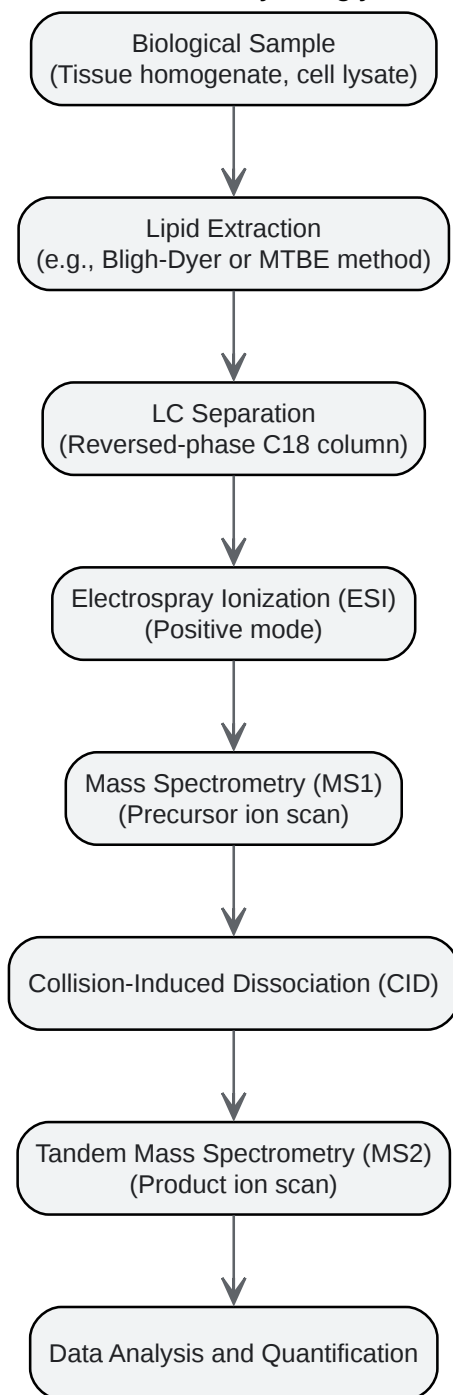 Biological Sample
(Tissue homogenate, cell lysate)
Lipid Extraction
(e.g., Bligh-Dyer or MTBE method)
LC Separation
(Reversed-phase C18 column)
Electrospray Ionization (ESI)
(Positive mode)
Mass Spectrometry (MS1)
(Precursor ion scan)
Collision-Induced Dissociation (CID)
Tandem Mass Spectrometry (MS2)
(Product ion scan)
Data Analysis and Quantification